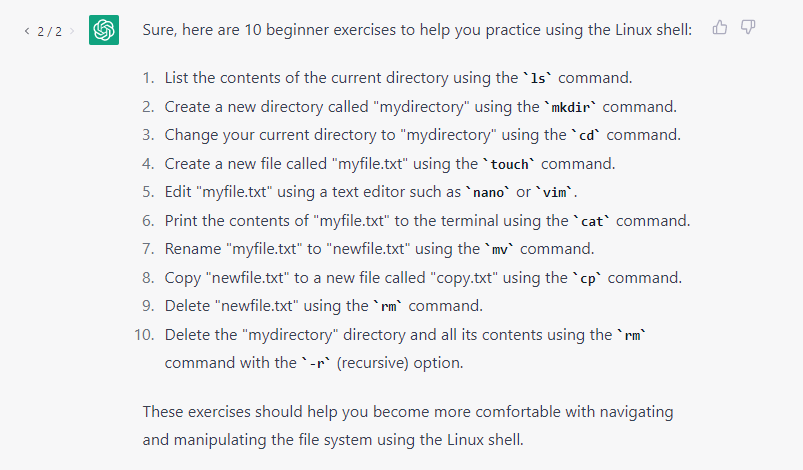 2 / 2
Sure, here are 10 beginner exercises to help you practice using the Linux shell:
1. List the contents of the current directory using the `ls` command.
2. Create a new directory called "mydirectory" using the `mkdir` command.
3. Change your current directory to "mydirectory" using the `cd` command.
4. Create a new file called "myfile.txt" using the `touch` command.
5. Edit "myfile.txt" using a text editor such as `nano` or `vim`.
6. Print the contents of "myfile.txt" to the terminal using the `cat` command.
7. Rename "myfile.txt" to "newfile.txt" using the `mv` command.
8. Copy "newfile.txt" to a new file called "copy.txt" using the `cp` command.
9. Delete "newfile.txt" using the `rm` command.
10. Delete the "mydirectory" directory and all its contents using the `rm`
command with the `-r` (recursive) option.
These exercises should help you become more comfortable with navigating
and manipulating the file system using the Linux shell.